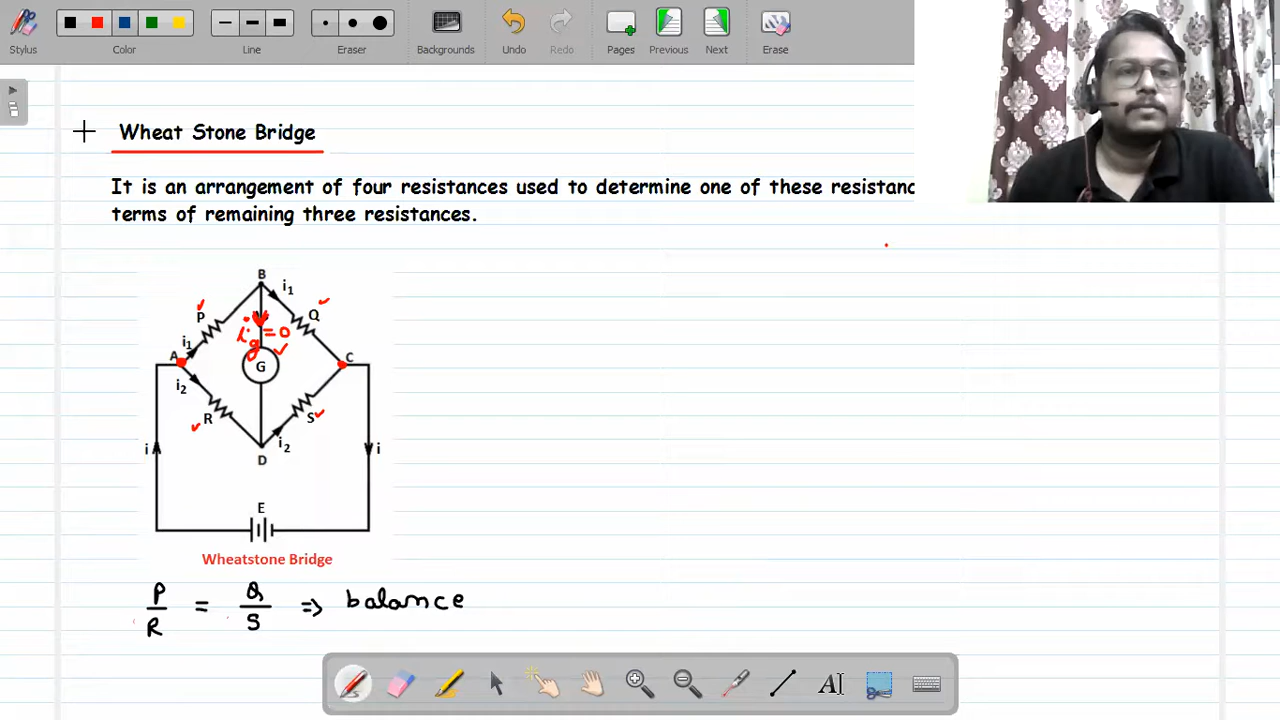 Stylus
Color
Line
Eraser
Backgrounds
Undo
Redo
Pages
Previous
Next
Erase
Wheat Stone Bridge
It is an arrangement of four resistances used to determine one of these resistanc
terms of remaining three resistances.
B
i1
P
Q
ig = 0
i1
A
C
G
i2
R
S
i2
D
i
i
E
Wheatstone Bridge
P/R = Q/S => balance
AI